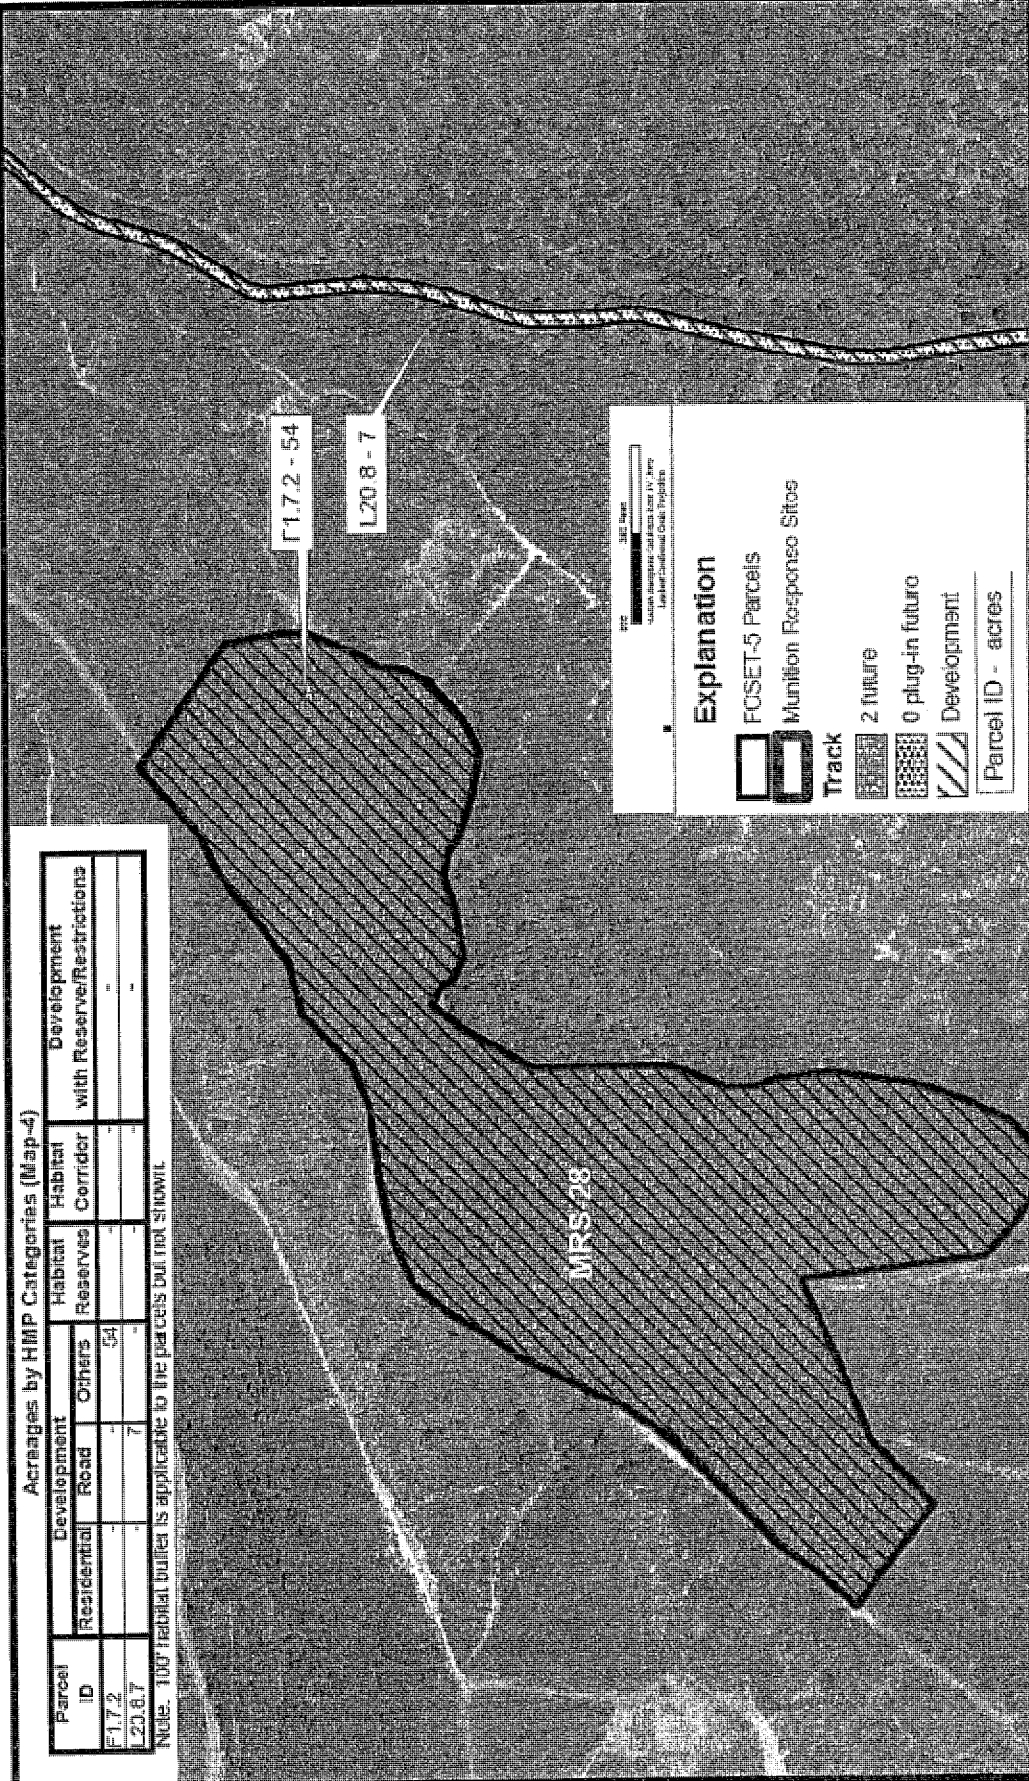 Acreages by HMP Categories (Map-4)
Parcel ID Development Habitat Reserves Habitat Corridor Development with Reserve/Restrictions
Residential Road Others
F1.7.2 - - 54 - - -
L20.8.7 - 7 - - - -
Note: 100' habitat buffer is applicable to the parcels but not shown.
F1.7.2 - 54
L20.8 - 7
MRS-28
Explanation
FOSET-5 Parcels
Munition Response Sites
Track
2 future
0 plug-in future
Development
Parcel ID - acres